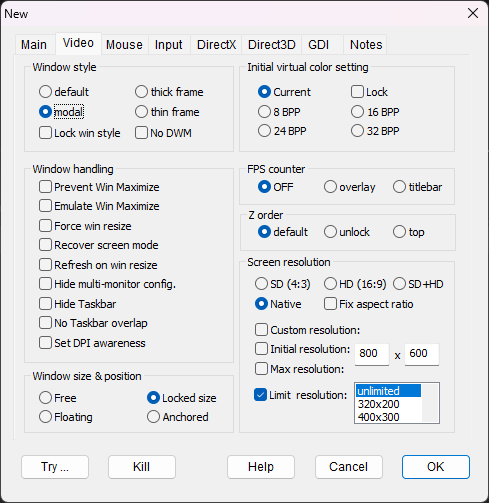 New
Main Video Mouse Input DirectX Direct3D GDI Notes
Window style
default thick frame
modal thin frame
Lock win style No DWM
Window handling
Prevent Win Maximize
Emulate Win Maximize
Force win resize
Recover screen mode
Refresh on win resize
Hide multi-monitor config.
Hide Taskbar
No Taskbar overlap
Set DPI awareness
Window size & position
Free Locked size
Floating Anchored
Initial virtual color setting
Current Lock
8 BPP 16 BPP
24 BPP 32 BPP
FPS counter
OFF overlay titlebar
Z order
default unlock top
Screen resolution
SD (4:3) HD (16:9) SD+HD
Native Fix aspect ratio
Custom resolution:
Initial resolution: 800 x 600
Max resolution:
Limit resolution: unlimited
320x200
400x300
Try ... Kill Help Cancel OK